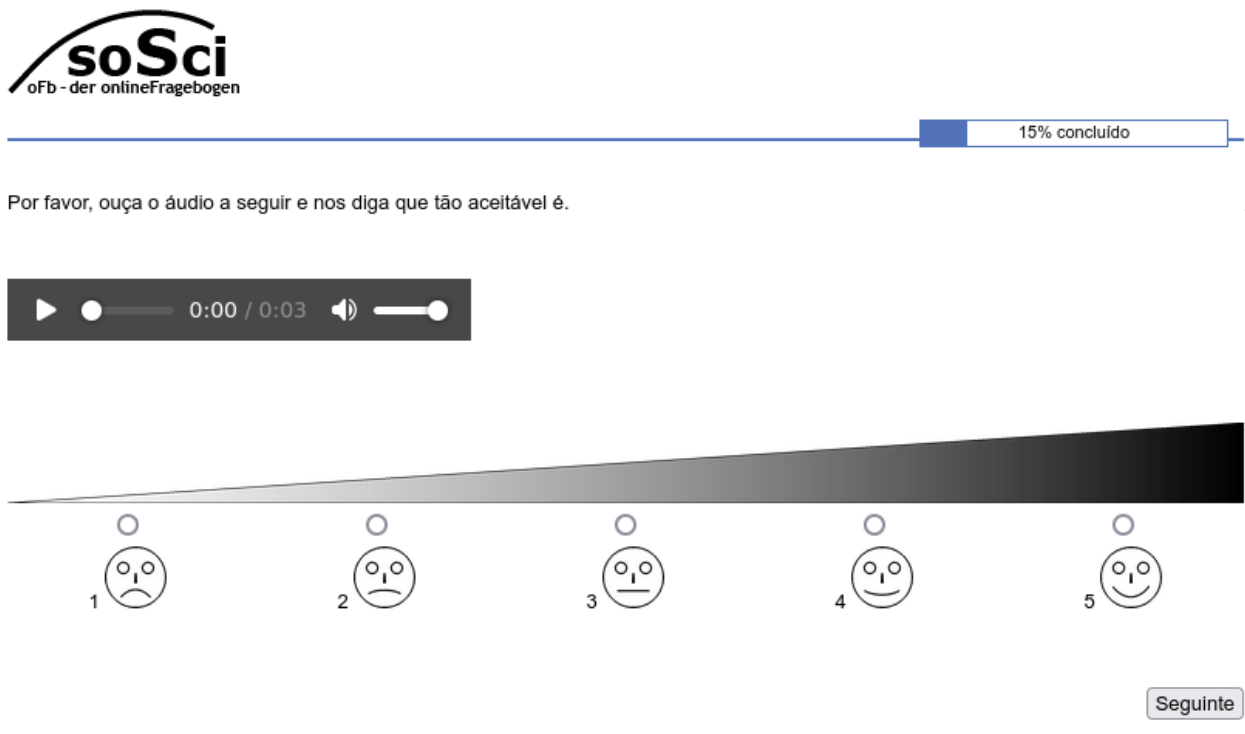 soSci
oFb - der onlineFragebogen
15% concluído
Por favor, ouça o áudio a seguir e nos diga que tão aceitável é.
0:00 / 0:03
1 2 3 4 5
Seguinte